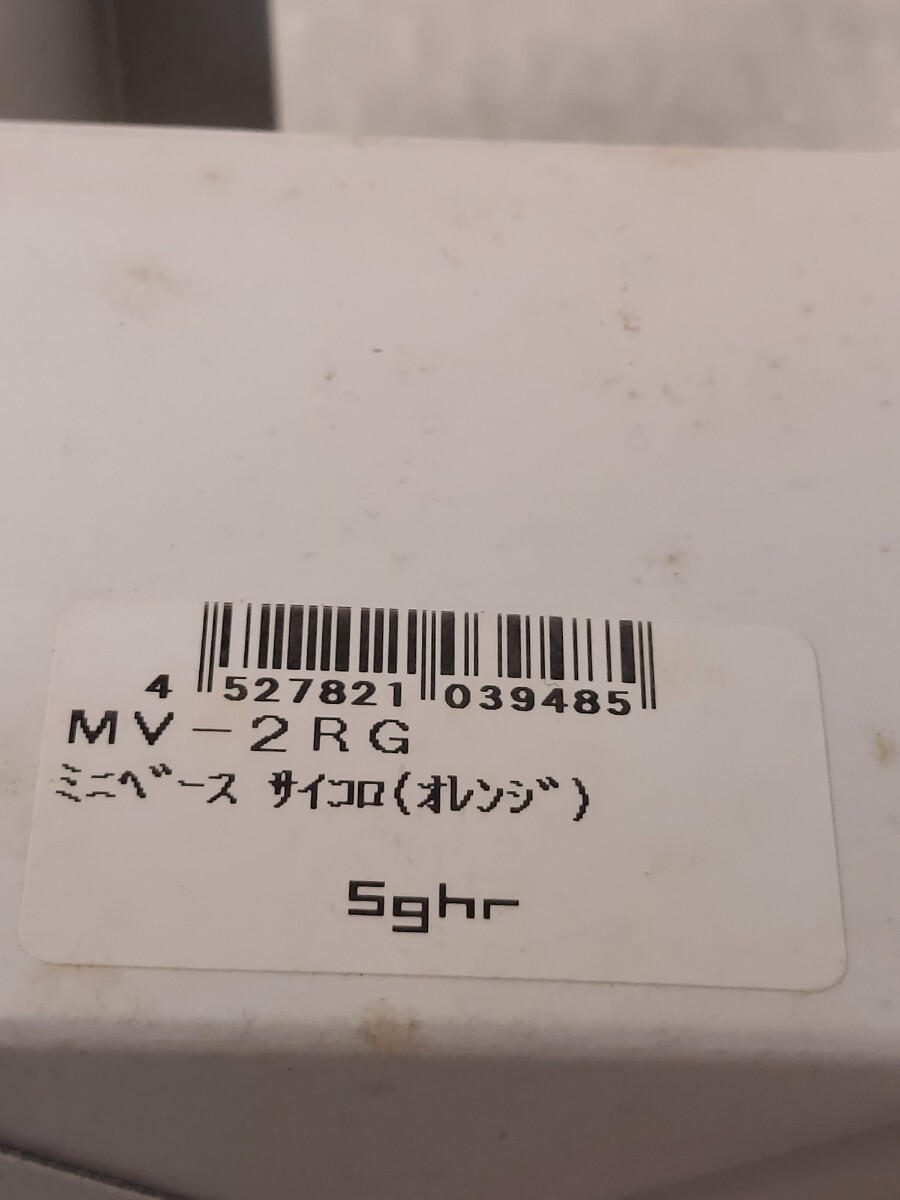 4 527821 039485
MV-2RG
ﾐﾆﾍﾞｰｽ ｻｲｺﾛ(ｵﾚﾝｼﾞ)
Sghr